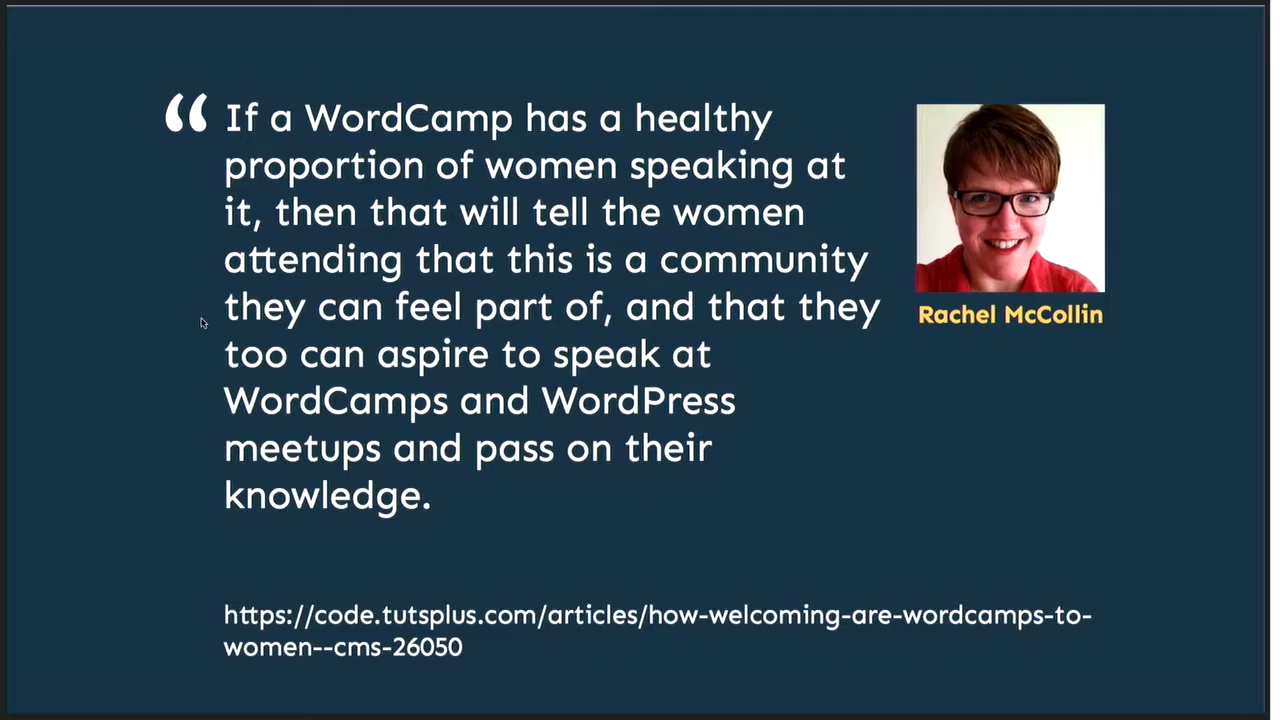 “If a WordCamp has a healthy
proportion of women speaking at
it, then that will tell the women
attending that this is a community
they can feel part of, and that they
too can aspire to speak at
WordCamps and WordPress
meetups and pass on their
knowledge.
Rachel McCollin
https://code.tutsplus.com/articles/how-welcoming-are-wordcamps-to-
women--cms-26050